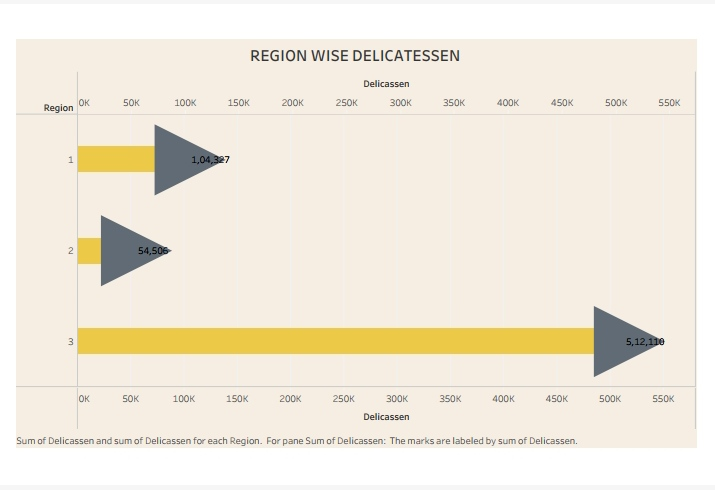 REGION WISE DELICATESSEN
Delicassen
Region 0K 50K 100K 150K 200K 250K 300K 350K 400K 450K 500K 550K
1 1,04,327
2 54,506
3 5,12,110
0K 50K 100K 150K 200K 250K 300K 350K 400K 450K 500K 550K
Delicassen
Sum of Delicassen and sum of Delicassen for each Region. For pane Sum of Delicassen: The marks are labeled by sum of Delicassen.